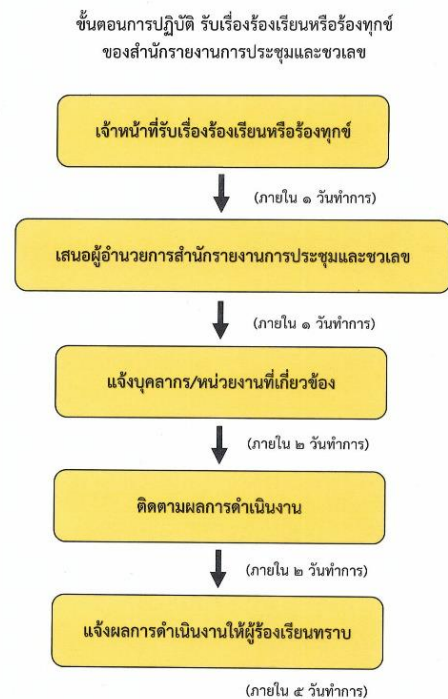 ขั้นตอนการปฏิบัติ รับเรื่องร้องเรียนหรือร้องทุกข์
ของสำนักรายงานการประชุมและชวเลข
เจ้าหน้าที่รับเรื่องร้องเรียนหรือร้องทุกข์
(ภายใน ๑ วันทำการ)
เสนอผู้อำนวยการสำนักรายงานการประชุมและชวเลข
(ภายใน ๑ วันทำการ)
แจ้งบุคลากร/หน่วยงานที่เกี่ยวข้อง
(ภายใน ๒ วันทำการ)
ติดตามผลการดำเนินงาน
(ภายใน ๒ วันทำการ)
แจ้งผลการดำเนินงานให้ผู้ร้องเรียนทราบ
(ภายใน ๕ วันทำการ)